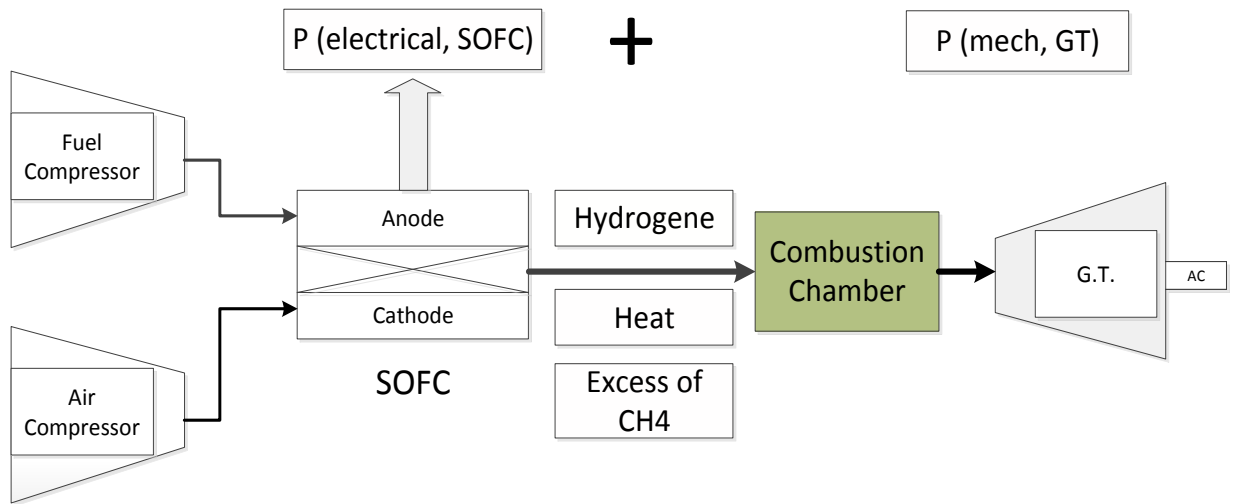 P (electrical, SOFC)
+
P (mech, GT)
Fuel
Compressor
Anode
Cathode
SOFC
Air
Compressor
Hydrogene
Heat
Excess of
CH4
Combustion
Chamber
G.T.
AC